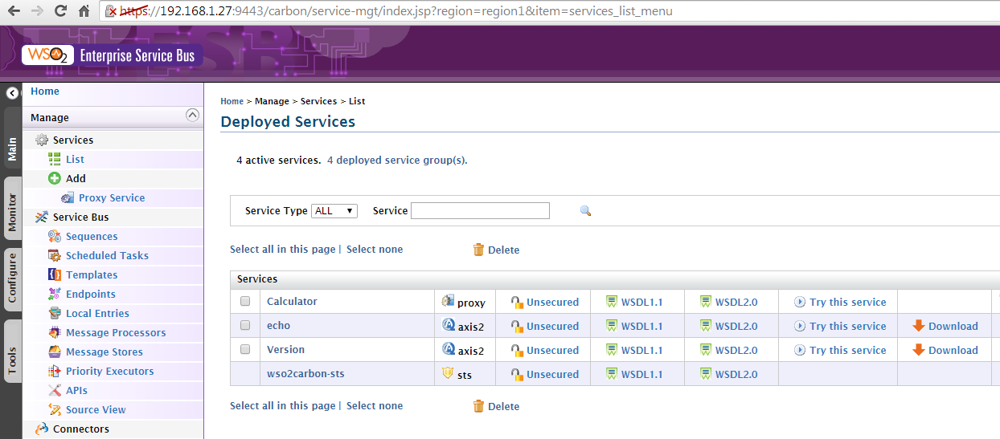 https://192.168.1.27:9443/carbon/service-mgt/index.jsp?region=region1&item=services_list_menu
WSO2 Enterprise Service Bus
Main
Monitor
Configure
Tools
Home
Manage
Services
List
Add
Proxy Service
Service Bus
Sequences
Scheduled Tasks
Templates
Endpoints
Local Entries
Message Processors
Message Stores
Priority Executors
APIs
Source View
Connectors
Home > Manage > Services > List
Deployed Services
4 active services. 4 deployed service group(s).
Service Type ALL Service
Select all in this page | Select none Delete
Services
Calculator proxy Unsecured WSDL1.1 WSDL2.0 Try this service
echo axis2 Unsecured WSDL1.1 WSDL2.0 Try this service Download
Version axis2 Unsecured WSDL1.1 WSDL2.0 Try this service Download
wso2carbon-sts sts Unsecured WSDL1.1 WSDL2.0
Select all in this page | Select none Delete